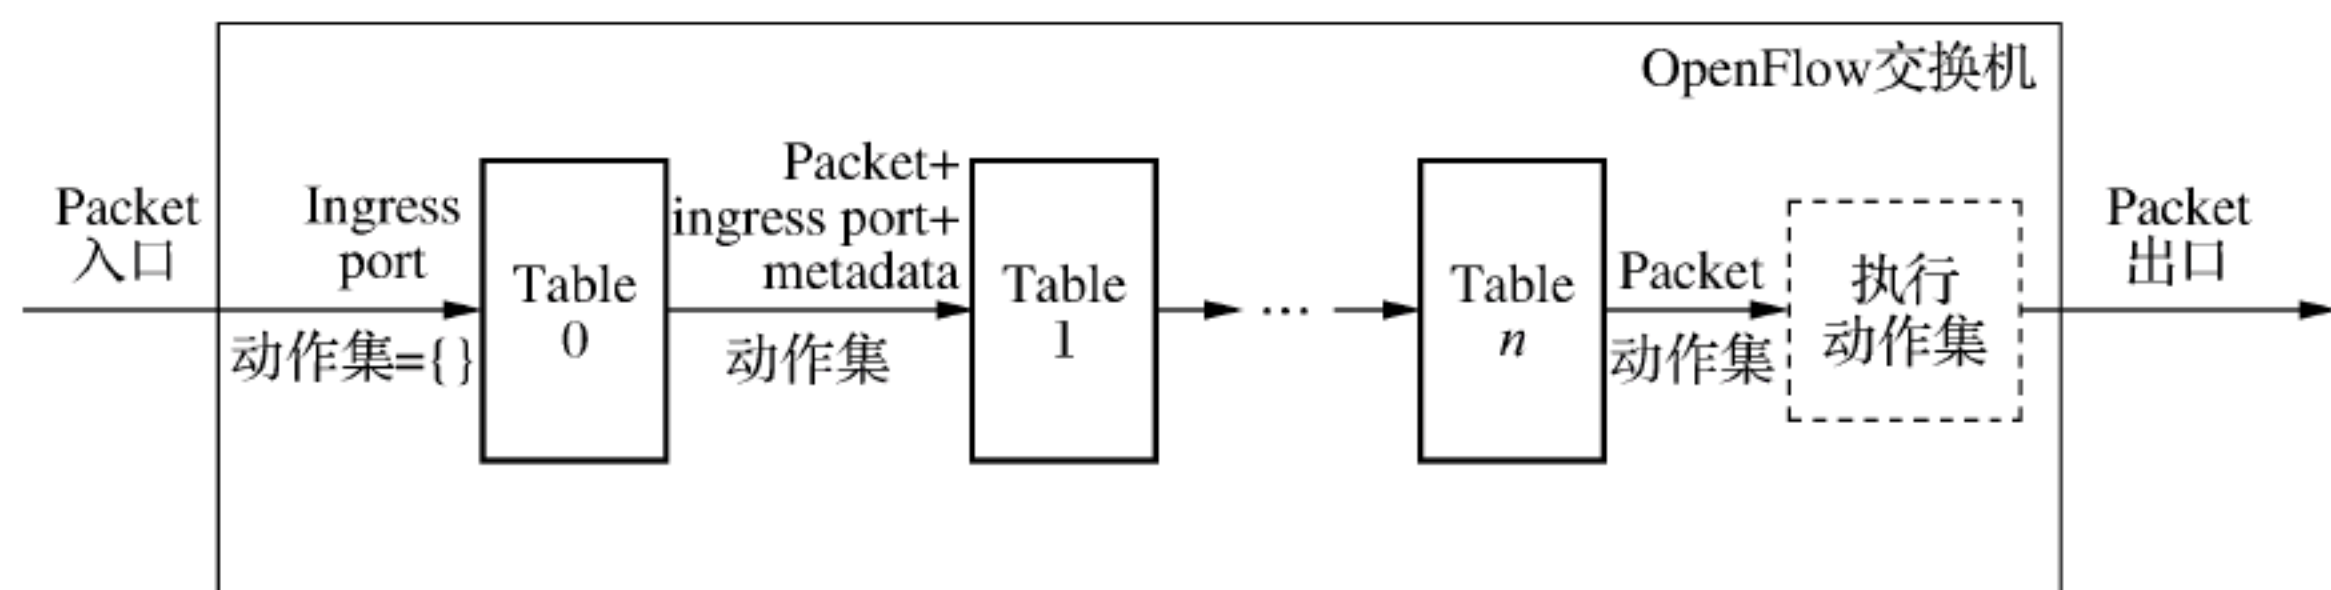 OpenFlow交换机
Packet
入口
Ingress
port
动作集={}
Table
0
Packet+
ingress port+
metadata
动作集
Table
1
...
Table
n
Packet
动作集
执行
动作集
Packet
出口